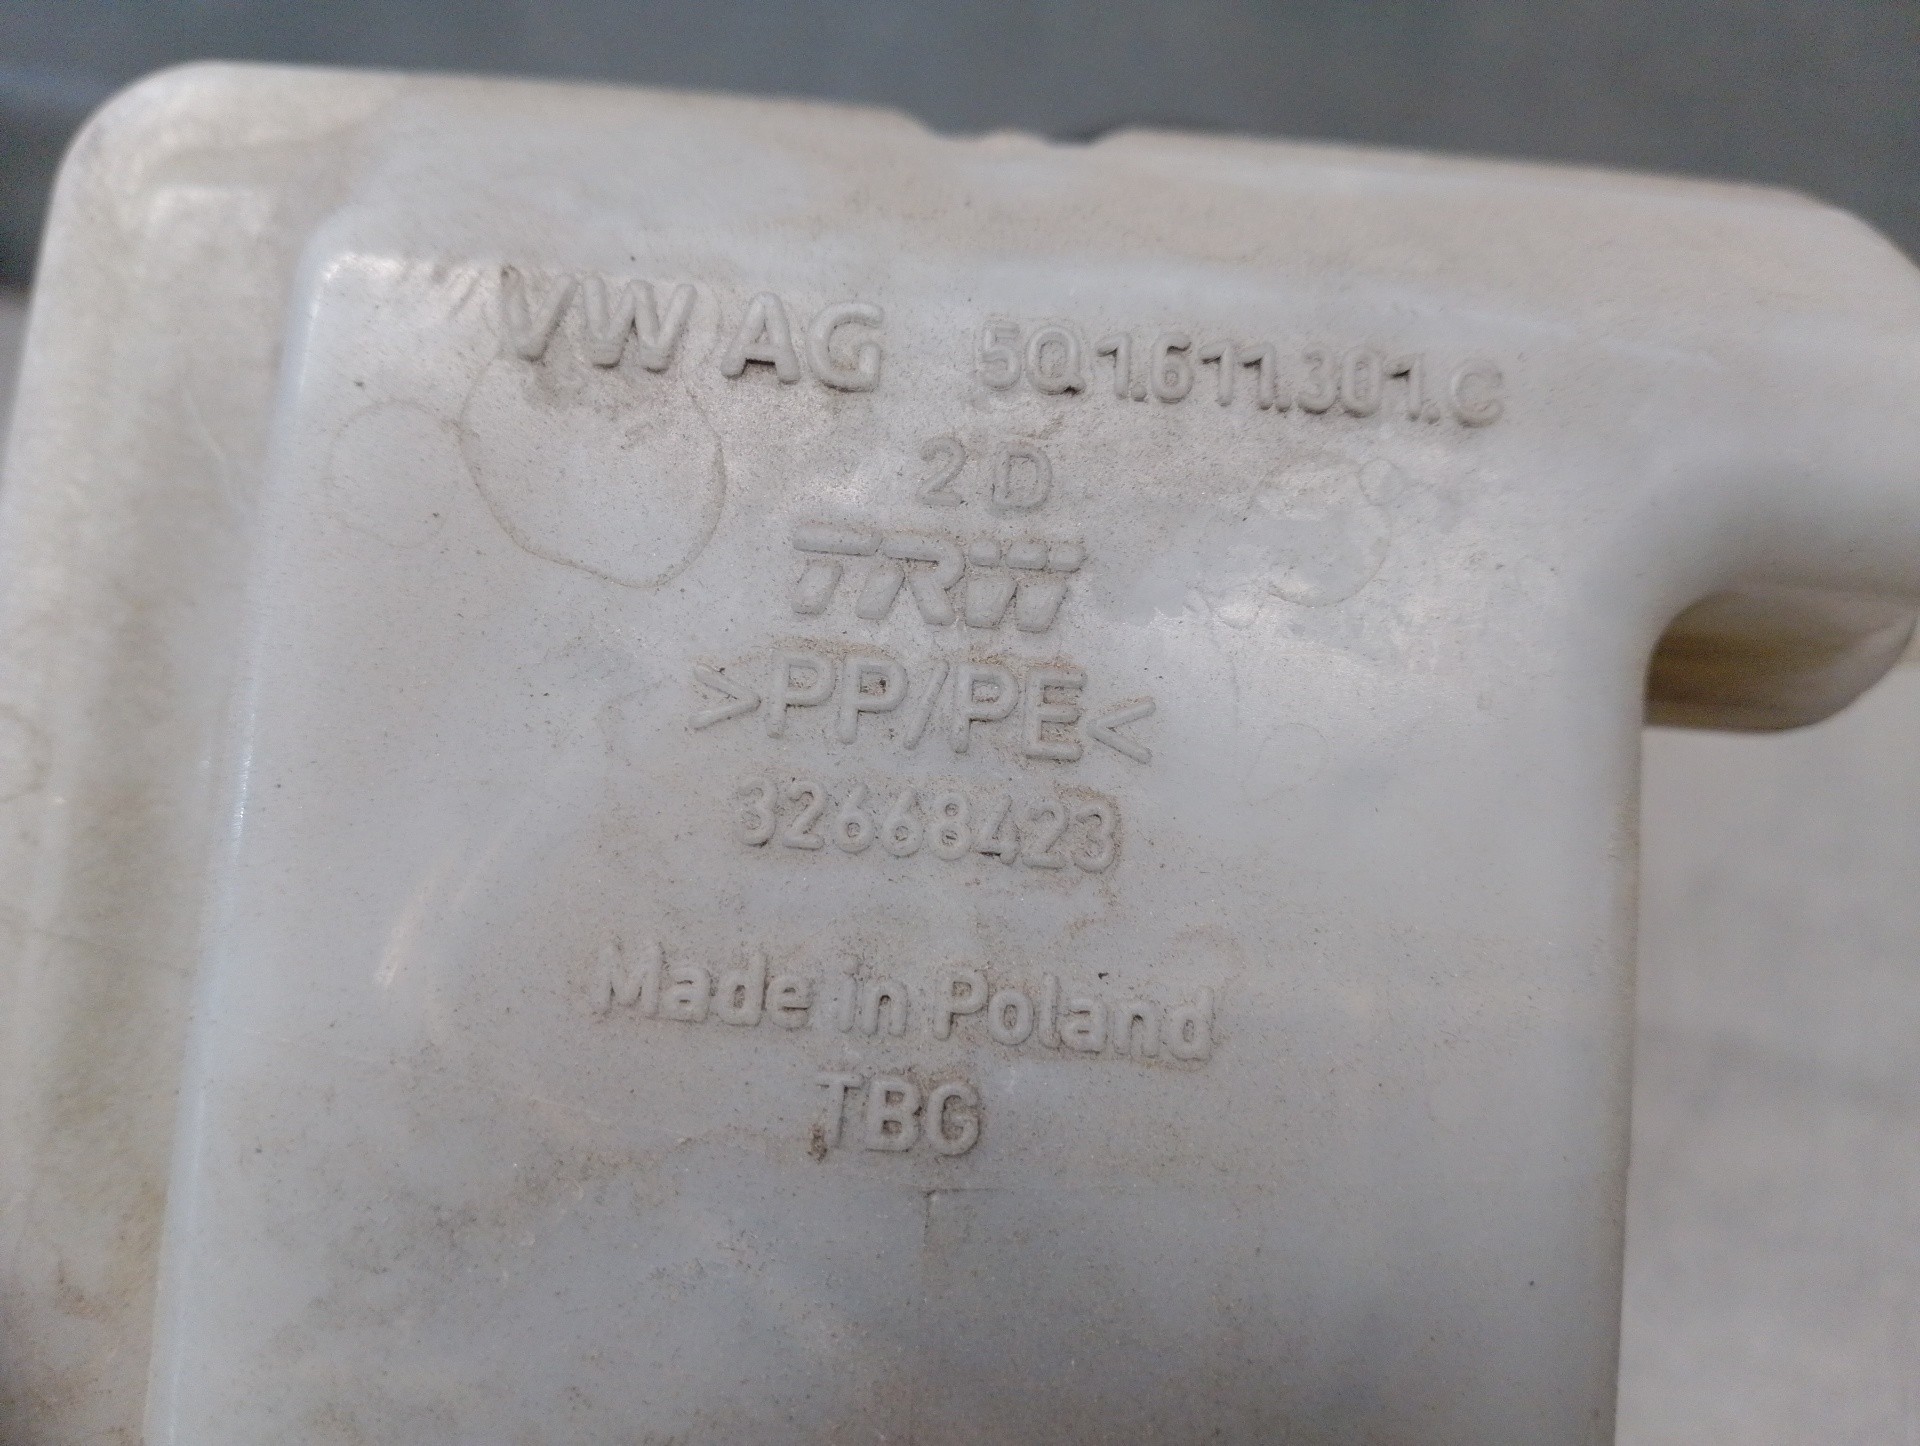 VW AG 5Q1.611.301.C
2 D
TRW
>PP/PE<
32668423
Made in Poland
TBG